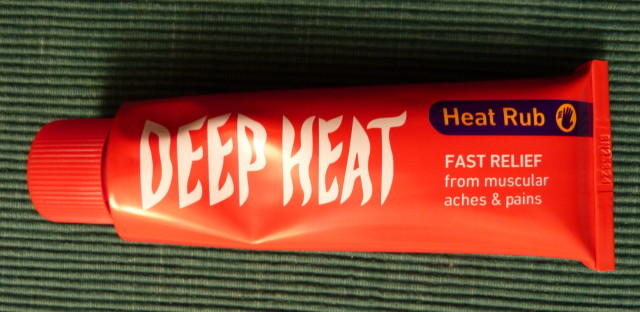 DEEP HEAT
Heat Rub
FAST RELIEF
from muscular
aches & pains